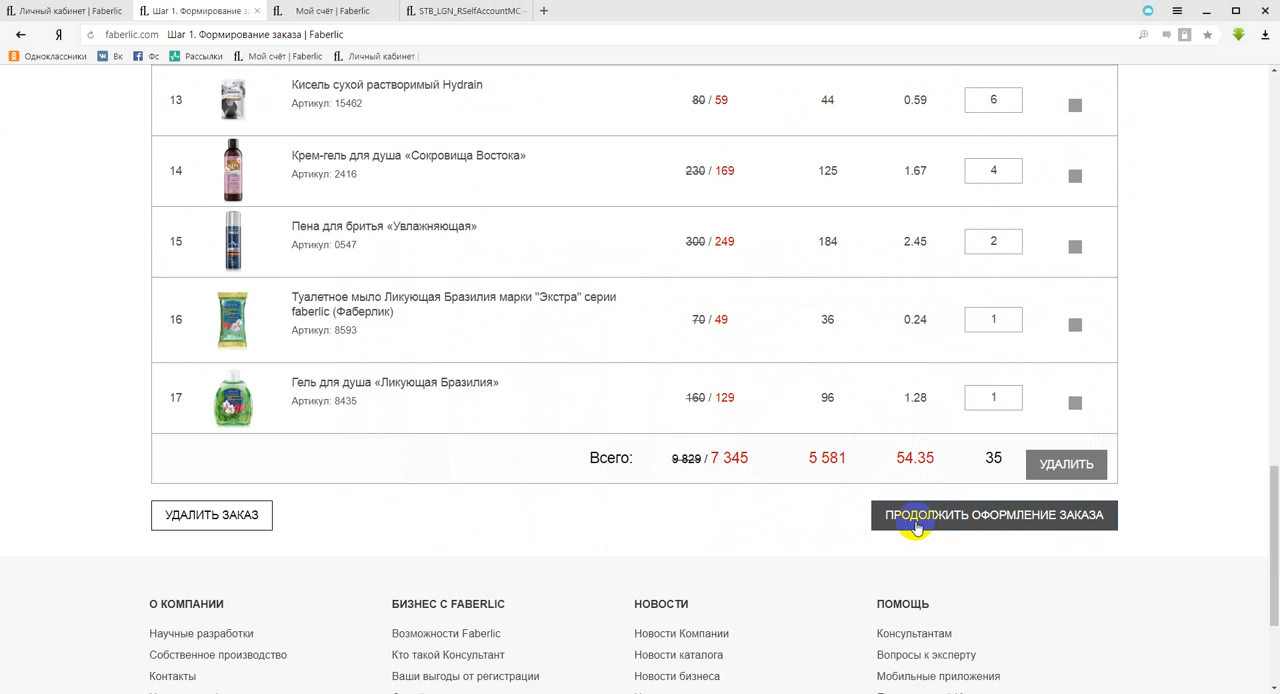 Личный кабинет | Faberlic
Шаг 1. Формирование з
Мой счёт | Faberlic
STB_LGN_RSelfAccountMC -
faberlic.com Шаг 1. Формирование заказа | Faberlic
Одноклассники Вк Фс Рассылки Мой счёт | Faberlic Личный кабинет |
13 Кисель сухой растворимый Hydrain 80 / 59 44 0.59 6
Артикул: 15462
14 Крем-гель для душа «Сокровища Востока» 230 / 169 125 1.67 4
Артикул: 2416
15 Пена для бритья «Увлажняющая» 300 / 249 184 2.45 2
Артикул: 0547
16 Туалетное мыло Ликующая Бразилия марки "Экстра" серии
faberlic (Фаберлик) 70 / 49 36 0.24 1
Артикул: 8593
17 Гель для душа «Ликующая Бразилия» 160 / 129 96 1.28 1
Артикул: 8435
Всего: 9 829 / 7 345 5 581 54.35 35 УДАЛИТЬ
УДАЛИТЬ ЗАКАЗ ПРОДОЛЖИТЬ ОФОРМЛЕНИЕ ЗАКАЗА
О КОМПАНИИ БИЗНЕС С FABERLIC НОВОСТИ ПОМОЩЬ
Научные разработки Возможности Faberlic Новости Компании Консультантам
Собственное производство Кто такой Консультант Новости каталога Вопросы к эксперту
Контакты Ваши выгоды от регистрации Новости бизнеса Мобильные приложения